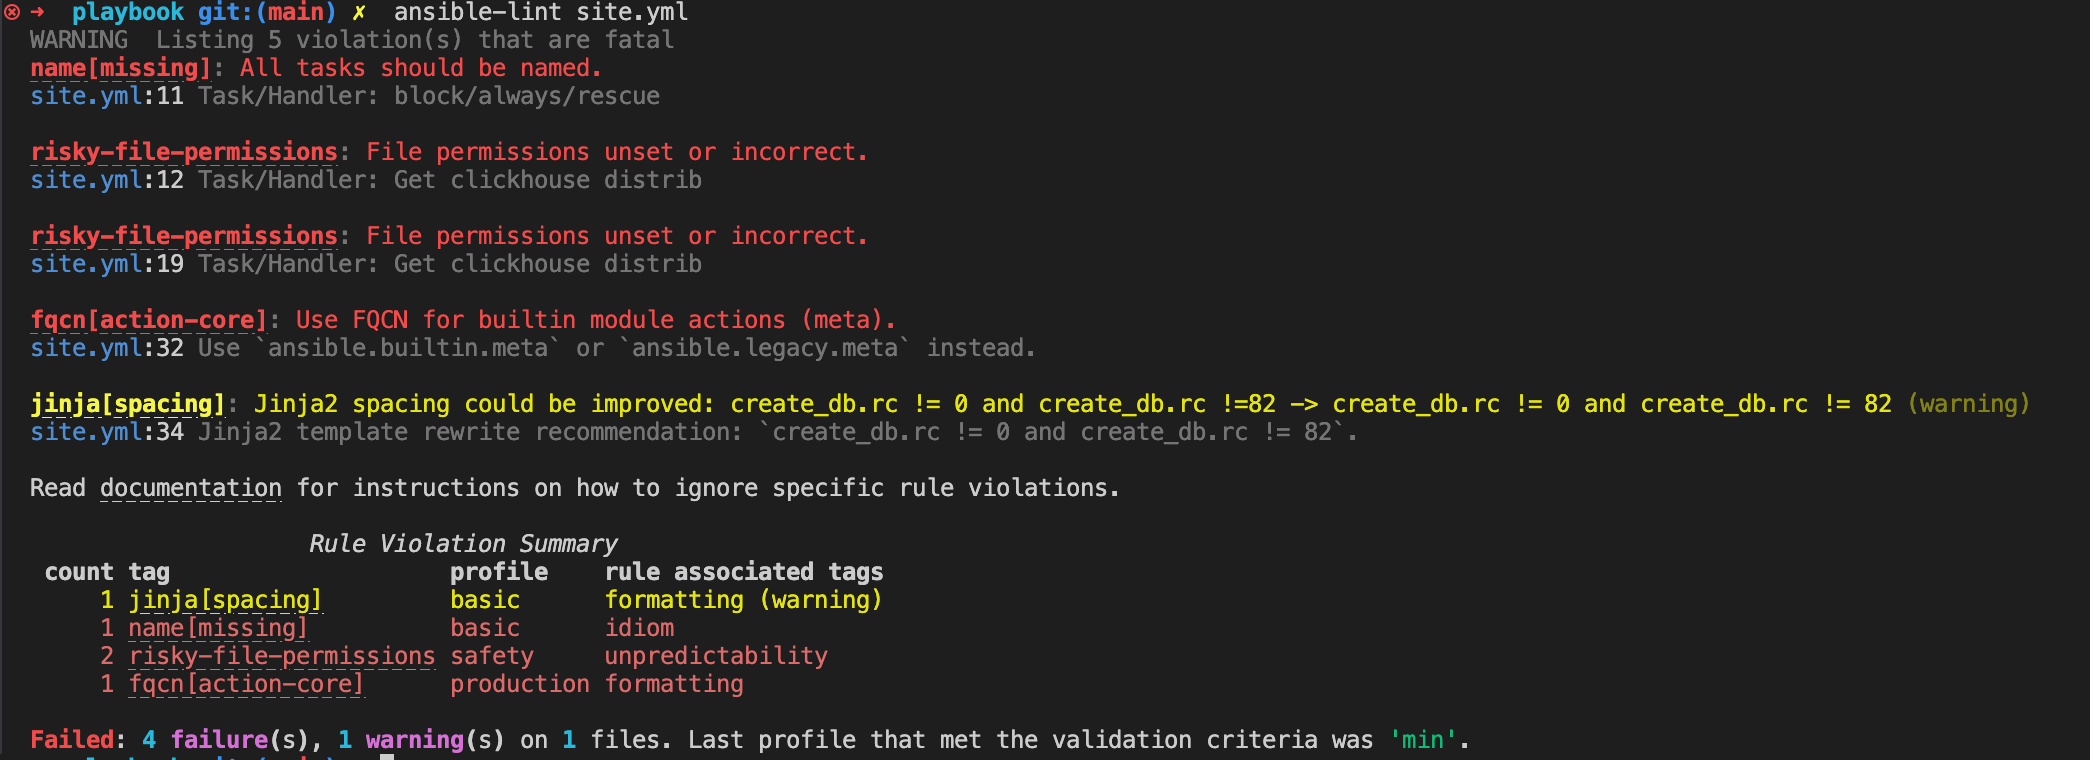 ⊗ → playbook git:(main) ✗ ansible-lint site.yml
WARNING  Listing 5 violation(s) that are fatal
name[missing]: All tasks should be named.
site.yml:11 Task/Handler: block/always/rescue
risky-file-permissions: File permissions unset or incorrect.
site.yml:12 Task/Handler: Get clickhouse distrib
risky-file-permissions: File permissions unset or incorrect.
site.yml:19 Task/Handler: Get clickhouse distrib
fqcn[action-core]: Use FQCN for builtin module actions (meta).
site.yml:32 Use `ansible.builtin.meta` or `ansible.legacy.meta` instead.
jinja[spacing]: Jinja2 spacing could be improved: create_db.rc != 0 and create_db.rc !=82 -> create_db.rc != 0 and create_db.rc != 82 (warning)
site.yml:34 Jinja2 template rewrite recommendation: `create_db.rc != 0 and create_db.rc != 82`.
Read documentation for instructions on how to ignore specific rule violations.
Rule Violation Summary
count tag profile rule associated tags
1 jinja[spacing] basic formatting (warning)
1 name[missing] basic idiom
2 risky-file-permissions safety unpredictability
1 fqcn[action-core] production formatting
Failed: 4 failure(s), 1 warning(s) on 1 files. Last profile that met the validation criteria was 'min'.